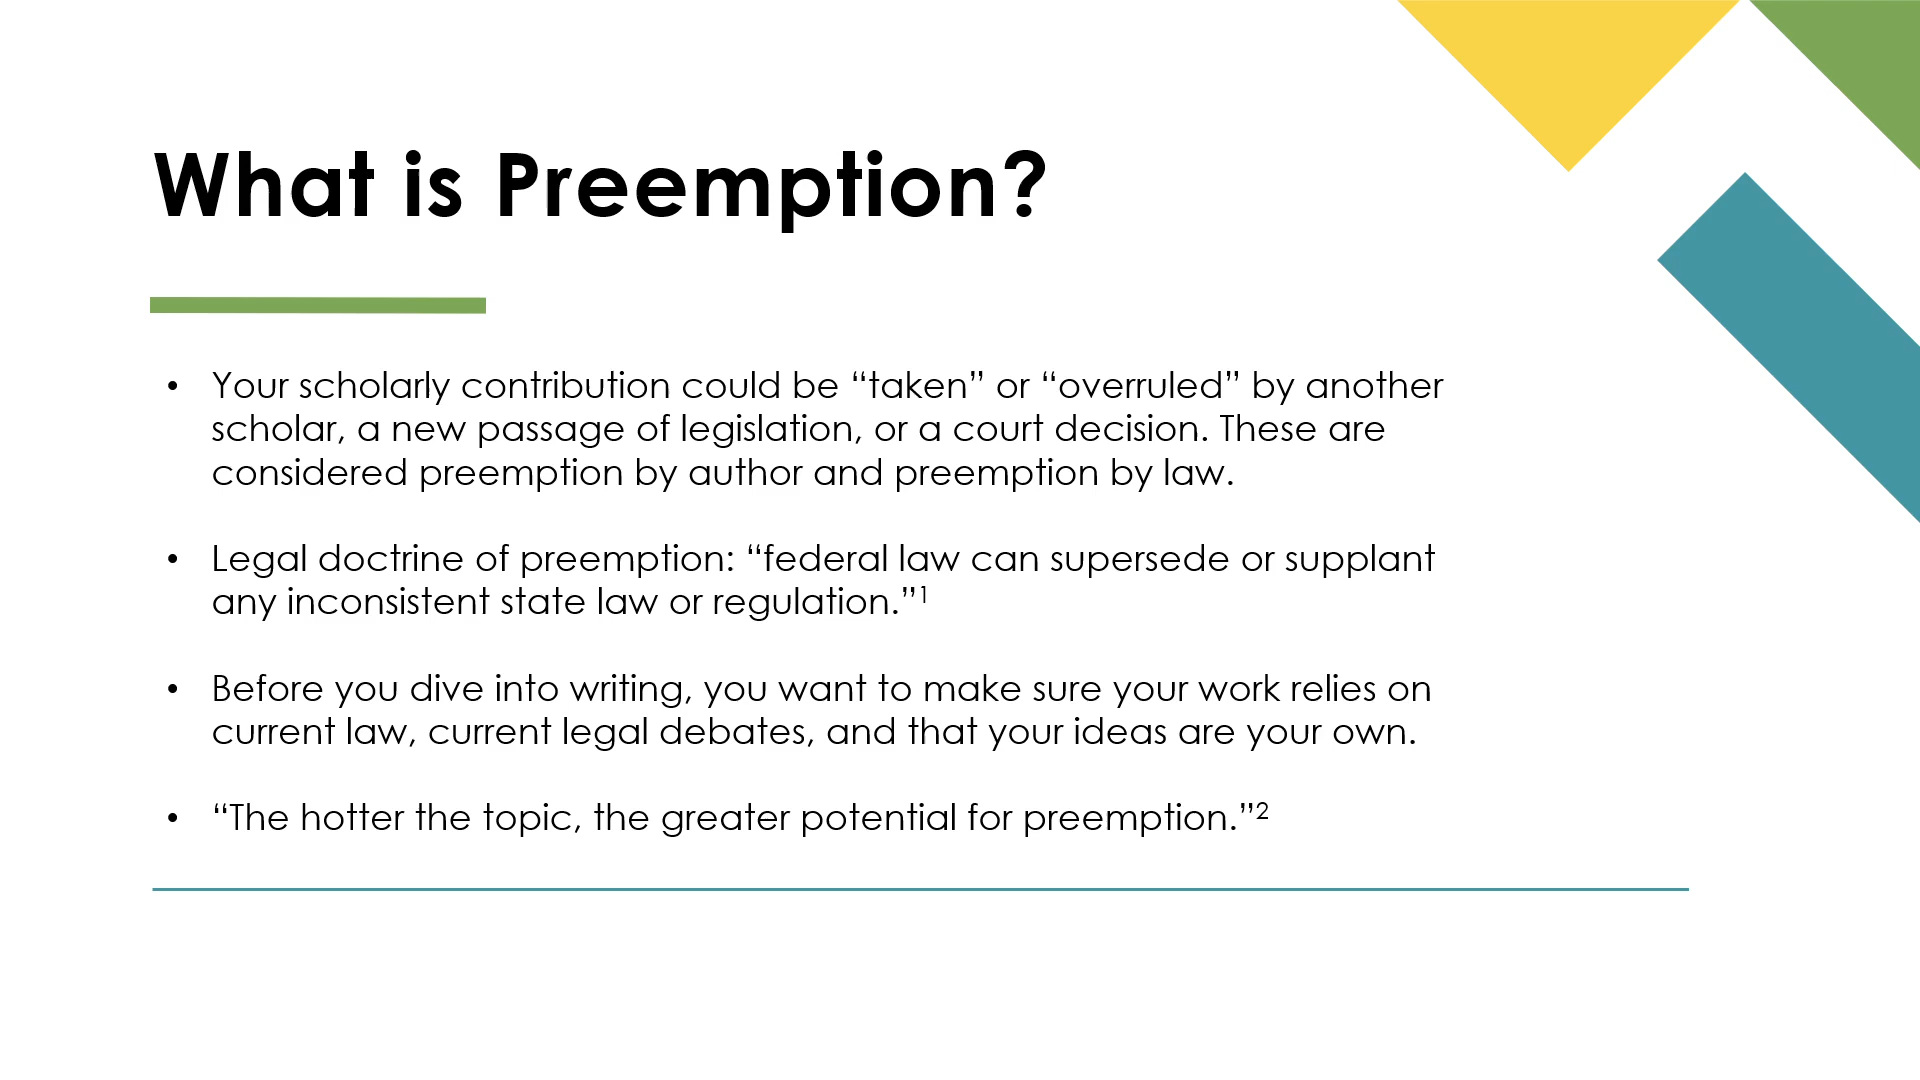 What is Preemption?
• Your scholarly contribution could be “taken” or “overruled” by another
scholar, a new passage of legislation, or a court decision. These are
considered preemption by author and preemption by law.
• Legal doctrine of preemption: “federal law can supersede or supplant
any inconsistent state law or regulation.”¹
• Before you dive into writing, you want to make sure your work relies on
current law, current legal debates, and that your ideas are your own.
• “The hotter the topic, the greater potential for preemption.”²